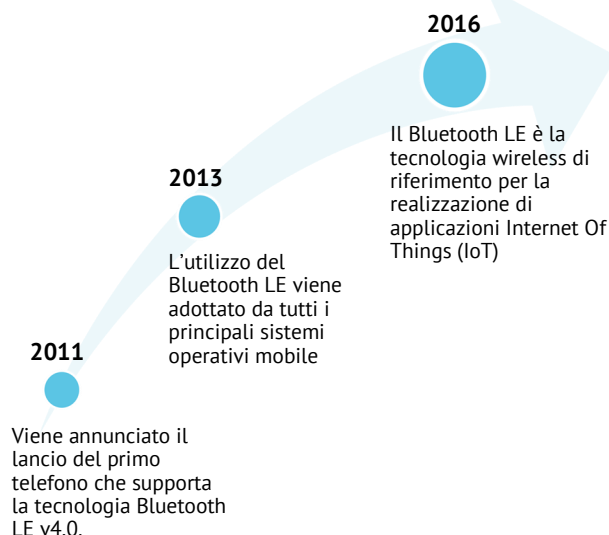 2016
Il Bluetooth LE è la
tecnologia wireless di
riferimento per la
realizzazione di
applicazioni Internet Of
Things (IoT)
2013
L'utilizzo del
Bluetooth LE viene
adottato da tutti i
principali sistemi
operativi mobile
2011
Viene annunciato il
lancio del primo
telefono che supporta
la tecnologia Bluetooth
LE v4.0.